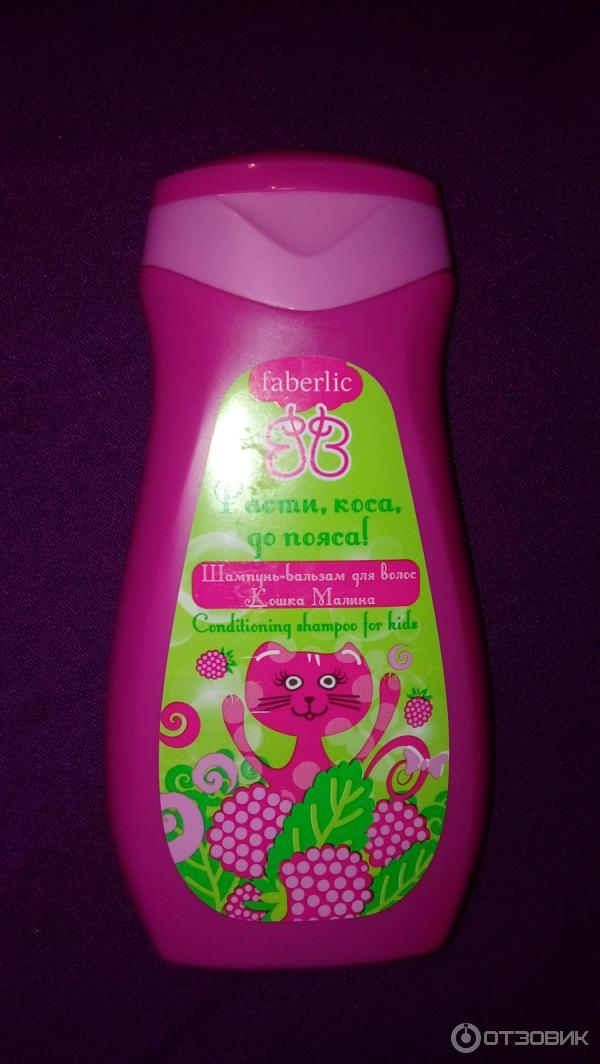 faberlic
Расти, коса,
до пояса!
Шампунь-бальзам для волос
Кошка Малина
Conditioning shampoo for kids
ОТЗОВИК